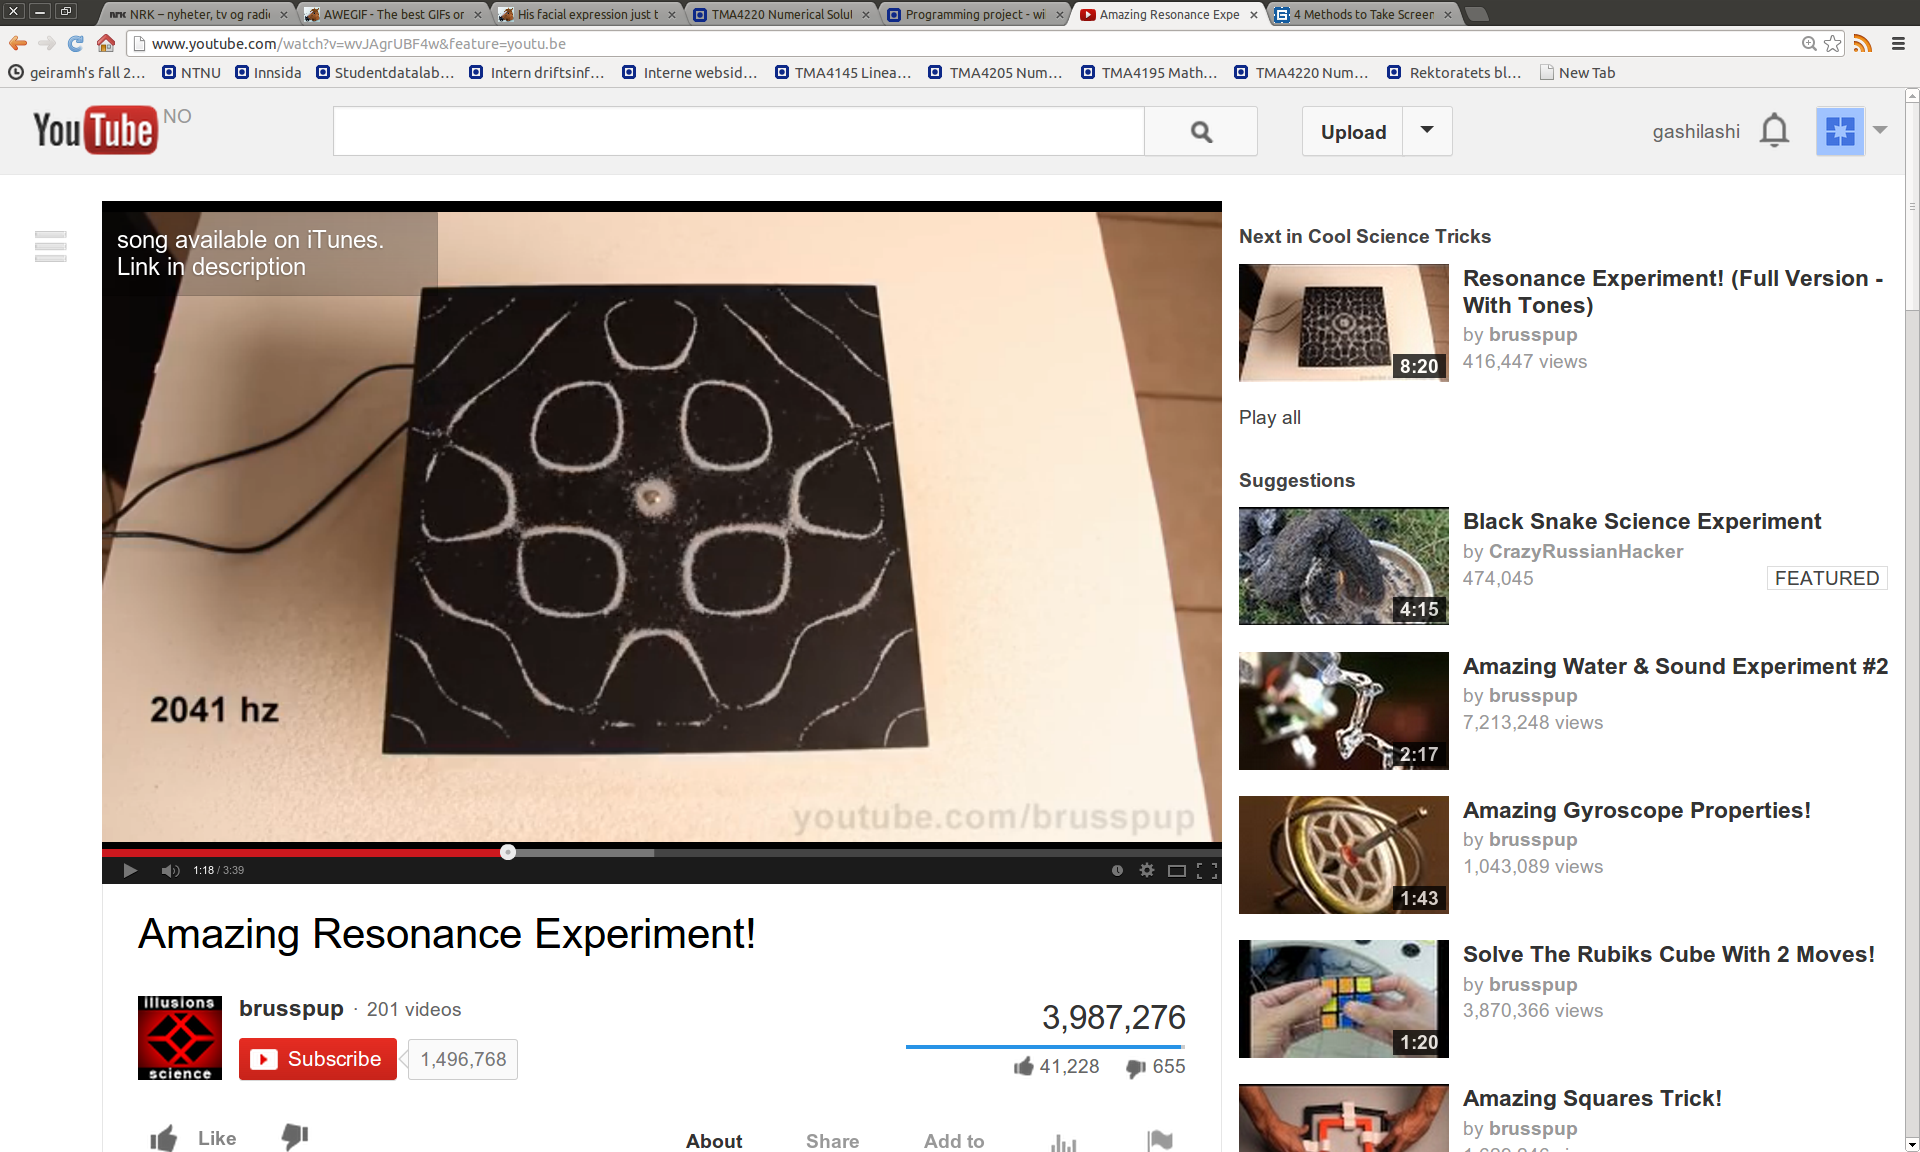 NRK – nyheter, tv og radi
AWEGIF - The best GIFs or
His facial expression just t
TMA4220 Numerical Solut
Programming project - wi
Amazing Resonance Expe
4 Methods to Take Screen
www.youtube.com/watch?v=wvJAgrUBF4w&feature=youtu.be
geiramh's fall 2...
NTNU
Innsida
Studentdatalab...
Intern driftsinf...
Interne websid...
TMA4145 Linea...
TMA4205 Num...
TMA4195 Math...
TMA4220 Num...
Rektoratets bl...
New Tab
YouTube NO
Upload
gashilashi
song available on iTunes.
Link in description
2041 hz
youtube.com/brusspup
1:18 / 3:39
Amazing Resonance Experiment!
illusions
science
brusspup · 201 videos
Subscribe 1,496,768
3,987,276
41,228 655
Like
About Share Add to
Next in Cool Science Tricks
8:20
Resonance Experiment! (Full Version -
With Tones)
by brusspup
416,447 views
Play all
Suggestions
4:15
Black Snake Science Experiment
by CrazyRussianHacker
474,045 FEATURED
2:17
Amazing Water & Sound Experiment #2
by brusspup
7,213,248 views
1:43
Amazing Gyroscope Properties!
by brusspup
1,043,089 views
1:20
Solve The Rubiks Cube With 2 Moves!
by brusspup
3,870,366 views
Amazing Squares Trick!
by brusspup